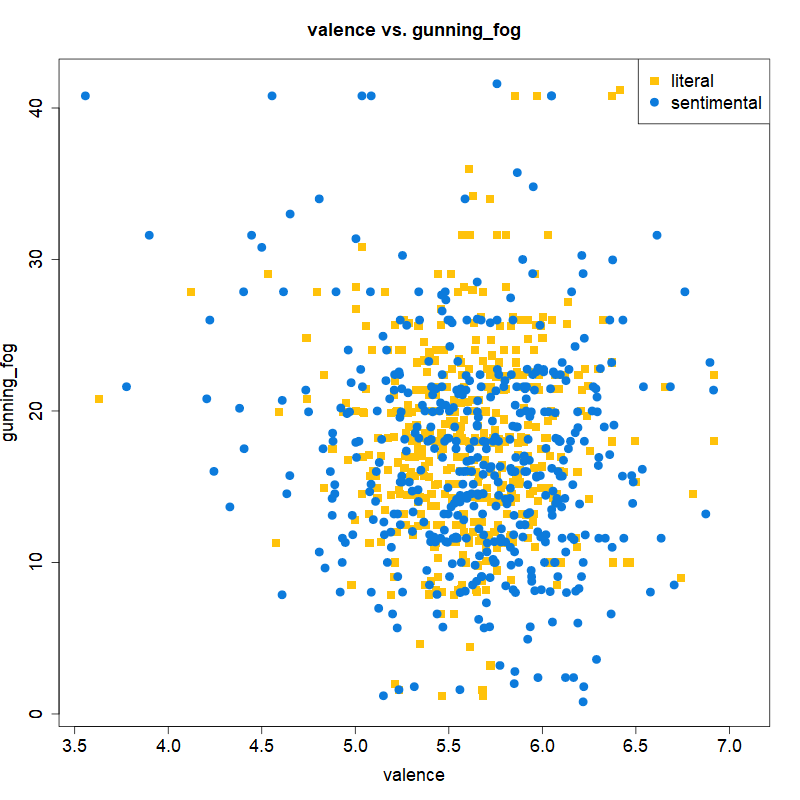 valence vs. gunning_fog
literal
sentimental
gunning_fog
40
30
20
10
0
3.5 4.0 4.5 5.0 5.5 6.0 6.5 7.0
valence